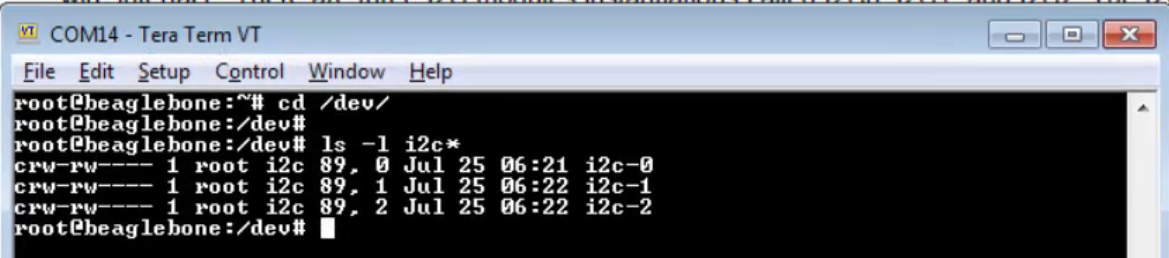 COM14 - Tera Term VT
File Edit Setup Control Window Help
root@beaglebone:~# cd /dev/
root@beaglebone:/dev#
root@beaglebone:/dev# ls -l i2c*
crw-rw---- 1 root i2c 89, 0 Jul 25 06:21 i2c-0
crw-rw---- 1 root i2c 89, 1 Jul 25 06:22 i2c-1
crw-rw---- 1 root i2c 89, 2 Jul 25 06:22 i2c-2
root@beaglebone:/dev#